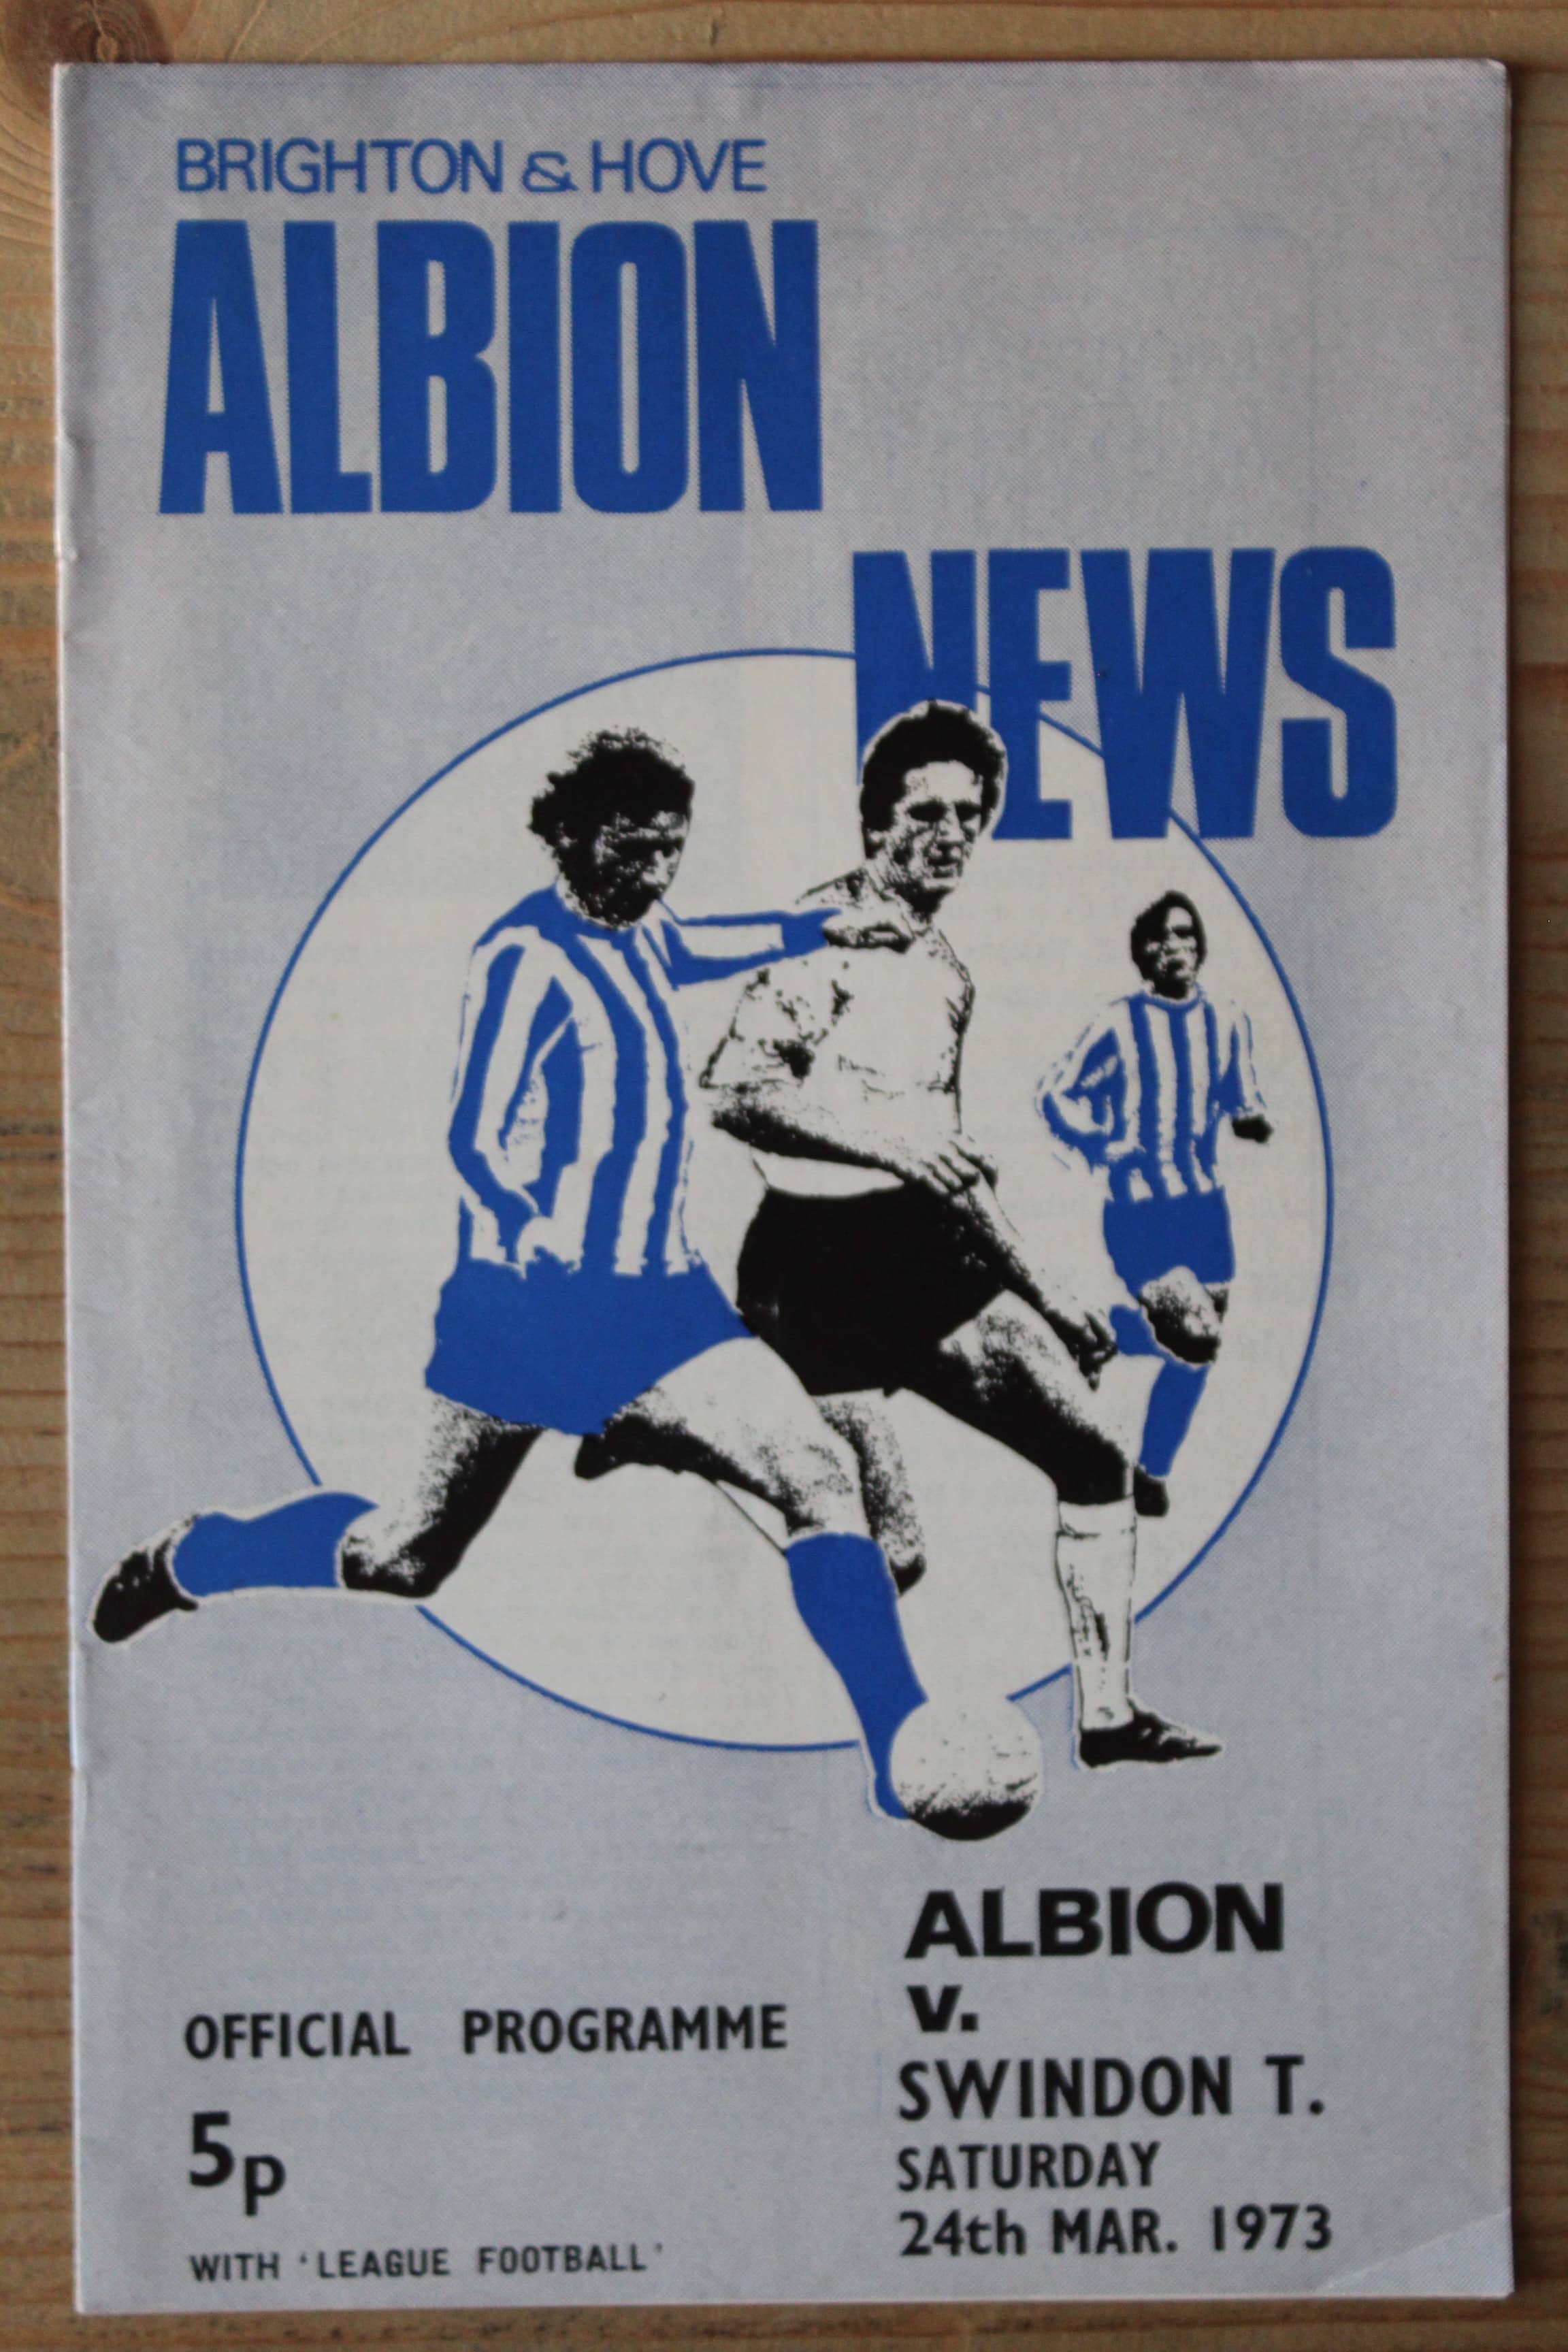 BRIGHTON & HOVE
ALBION
NEWS
ALBION
v.
SWINDON T.
SATURDAY
24th MAR. 1973
OFFICIAL PROGRAMME
5p
WITH 'LEAGUE FOOTBALL'